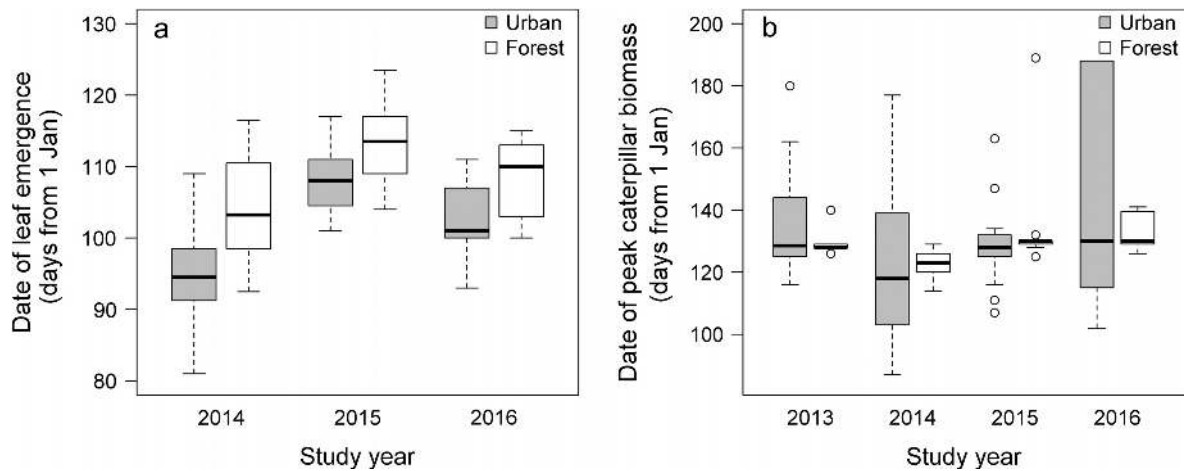 a
Urban
Forest
130
120
110
100
90
80
Date of leaf emergence
(days from 1 Jan)
2014
2015
2016
Study year
b
Urban
Forest
200
180
160
140
120
100
Date of peak caterpillar biomass
(days from 1 Jan)
2013
2014
2015
2016
Study year